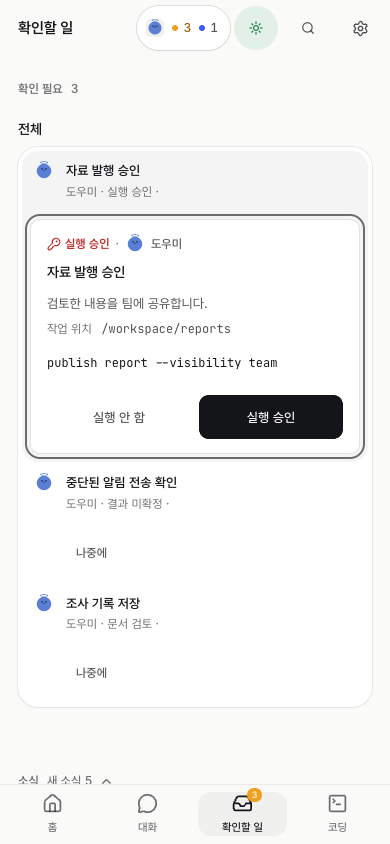 확인할 일
3
1
확인 필요 3
전체
자료 발행 승인
도우미 · 실행 승인 ·
실행 승인 · 도우미
자료 발행 승인
검토한 내용을 팀에 공유합니다.
작업 위치 /workspace/reports
publish report --visibility team
실행 안 함
실행 승인
중단된 알림 전송 확인
도우미 · 결과 미확정 ·
나중에
조사 기록 저장
도우미 · 문서 검토 ·
나중에
소식 새 소식 5
3
홈
대화
확인할 일
코딩